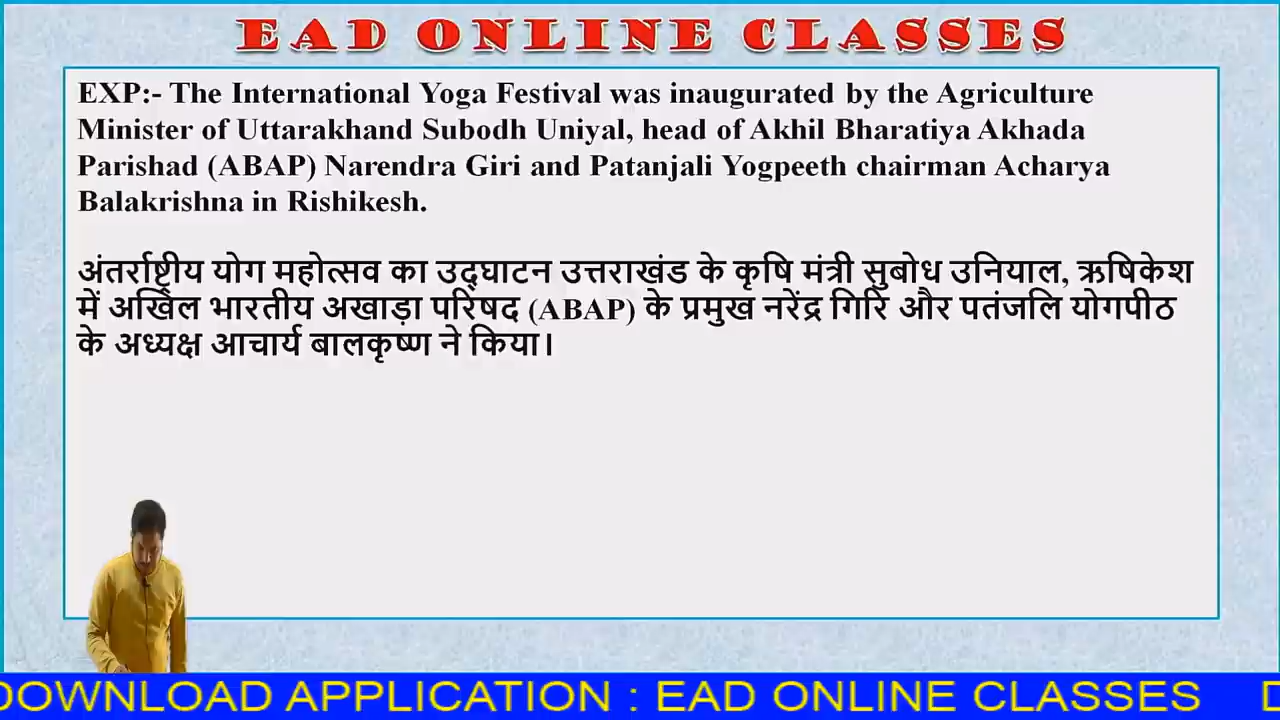 EAD ONLINE CLASSES
EXP:- The International Yoga Festival was inaugurated by the Agriculture
Minister of Uttarakhand Subodh Uniyal, head of Akhil Bharatiya Akhada
Parishad (ABAP) Narendra Giri and Patanjali Yogpeeth chairman Acharya
Balakrishna in Rishikesh.
अंतर्राष्ट्रीय योग महोत्सव का उद्घाटन उत्तराखंड के कृषि मंत्री सुबोध उनियाल, ऋषिकेश
में अखिल भारतीय अखाड़ा परिषद (ABAP) के प्रमुख नरेंद्र गिरि और पतंजलि योगपीठ
के अध्यक्ष आचार्य बालकृष्ण ने किया।
DOWNLOAD APPLICATION : EAD ONLINE CLASSES D